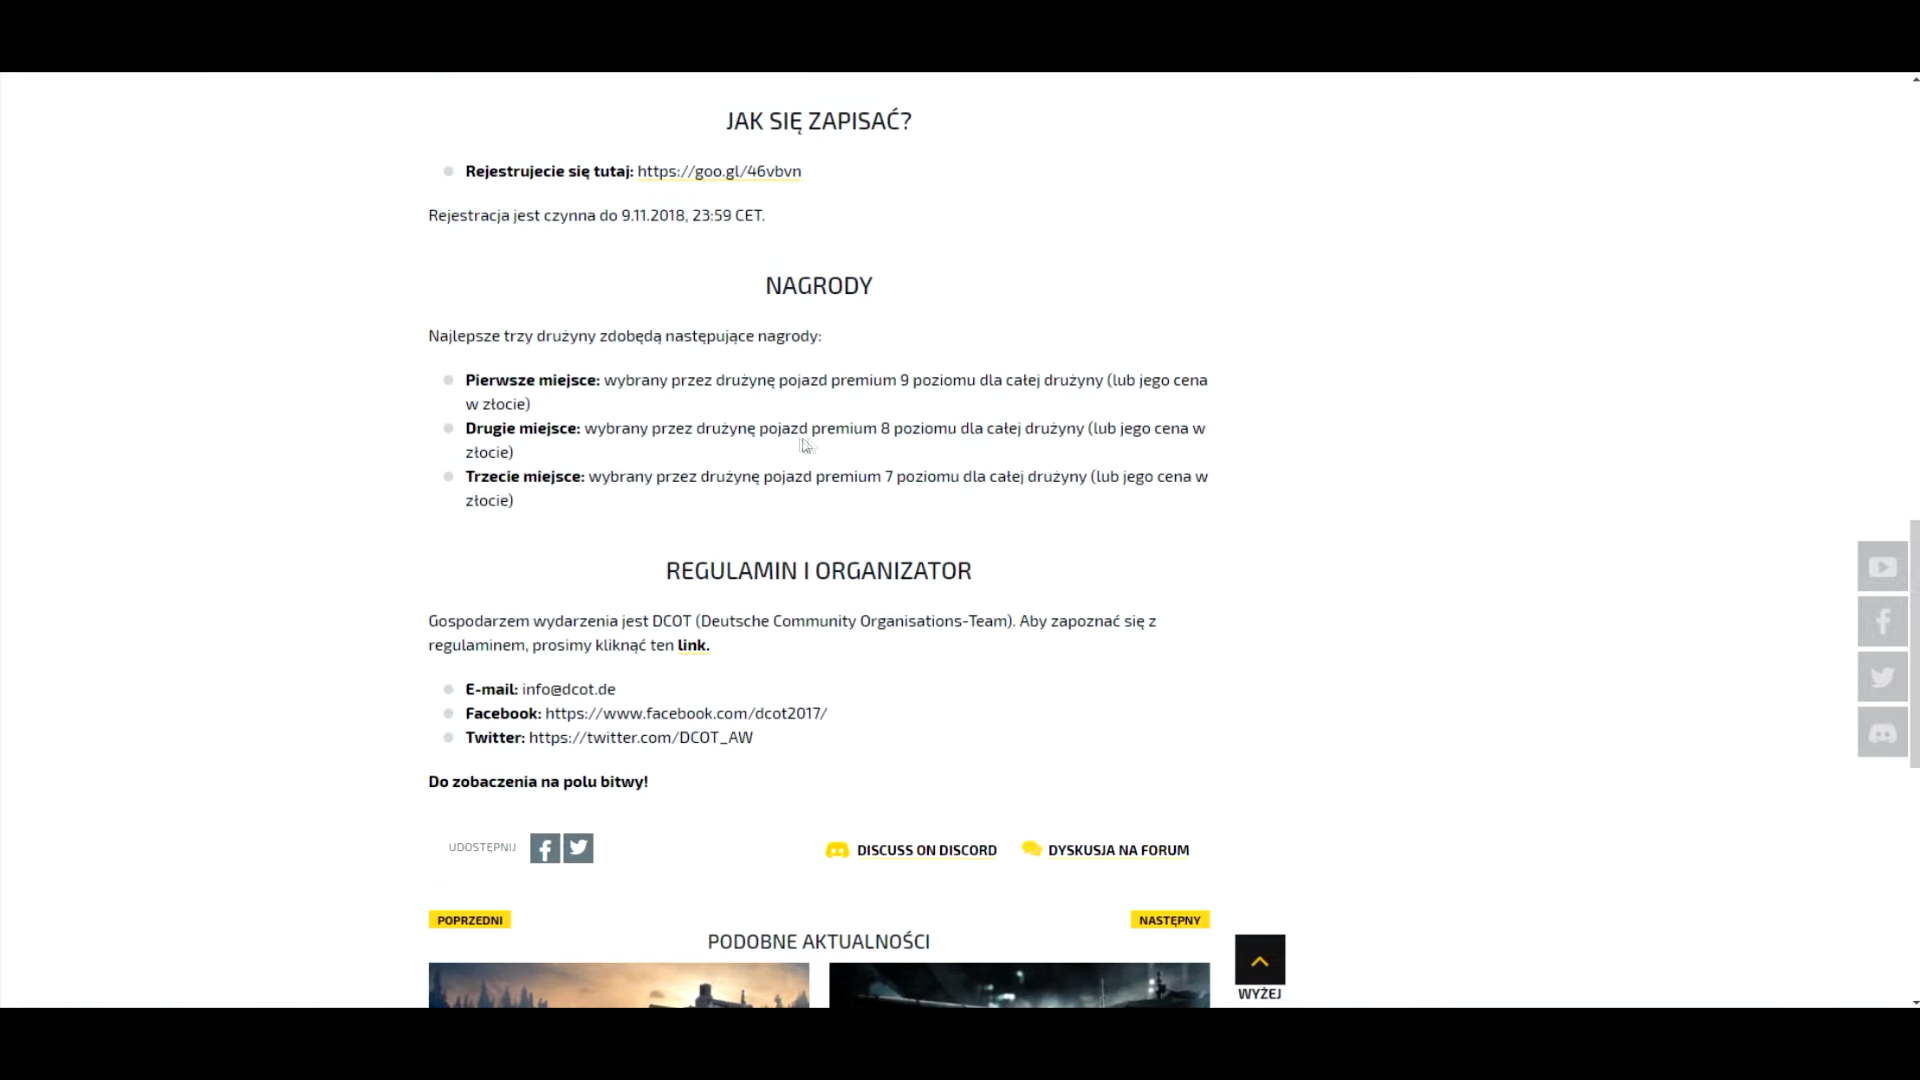 JAK SIĘ ZAPISAĆ?
Rejestrujecie się tutaj: https://goo.gl/46vbvn
Rejestracja jest czynna do 9.11.2018, 23:59 CET.
NAGRODY
Najlepsze trzy drużyny zdobędą następujące nagrody:
Pierwsze miejsce: wybrany przez drużynę pojazd premium 9 poziomu dla całej drużyny (lub jego cena
w złocie)
Drugie miejsce: wybrany przez drużynę pojazd premium 8 poziomu dla całej drużyny (lub jego cena w
złocie)
Trzecie miejsce: wybrany przez drużynę pojazd premium 7 poziomu dla całej drużyny (lub jego cena w
złocie)
REGULAMIN I ORGANIZATOR
Gospodarzem wydarzenia jest DCOT (Deutsche Community Organisations-Team). Aby zapoznać się z
regulaminem, prosimy kliknąć ten link.
E-mail: info@dcot.de
Facebook: https://www.facebook.com/dcot2017/
Twitter: https://twitter.com/DCOT_AW
Do zobaczenia na polu bitwy!
UDOSTĘPNIJ DISCUSS ON DISCORD DYSKUSJA NA FORUM
POPRZEDNI NASTĘPNY
PODOBNE AKTUALNOŚCI
WYŻEJ